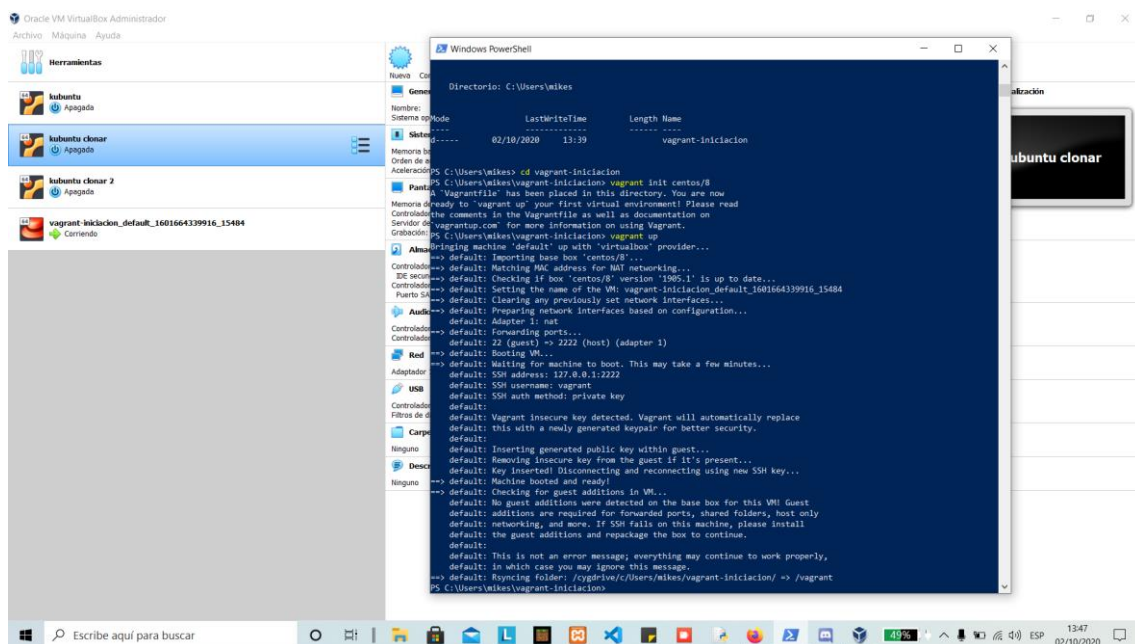 Oracle VM VirtualBox Administrador
Archivo Máquina Ayuda
Herramientas
kubuntu
Apagada
kubuntu clonar
Apagada
kubuntu clonar 2
Apagada
vagrant-iniciacion_default_1601664339916_15484
Corriendo
Nueva
Nombre:
Red
USB
Ninguno
Ninguno
kubuntu clonar
Windows PowerShell
Directorio: C:\Users\mikes
Mode LastWriteTime Length Name
---- ------------- ------ ----
d----- 02/10/2020 13:39 vagrant-iniciacion
PS C:\Users\mikes> cd vagrant-iniciacion
PS C:\Users\mikes\vagrant-iniciacion> vagrant init centos/8
A `Vagrantfile` has been placed in this directory. You are now
ready to `vagrant up` your first virtual environment! Please read
the comments in the Vagrantfile as well as documentation on
`vagrantup.com` for more information on using Vagrant.
PS C:\Users\mikes\vagrant-iniciacion> vagrant up
Bringing machine 'default' up with 'virtualbox' provider...
==> default: Importing base box 'centos/8'...
==> default: Matching MAC address for NAT networking...
==> default: Checking if box 'centos/8' version '1905.1' is up to date...
==> default: Setting the name of the VM: vagrant-iniciacion_default_1601664339916_15484
==> default: Clearing any previously set network interfaces...
==> default: Preparing network interfaces based on configuration...
default: Adapter 1: nat
==> default: Forwarding ports...
default: 22 (guest) => 2222 (host) (adapter 1)
==> default: Booting VM...
==> default: Waiting for machine to boot. This may take a few minutes...
default: SSH address: 127.0.0.1:2222
default: SSH username: vagrant
default: SSH auth method: private key
default:
default: Vagrant insecure key detected. Vagrant will automatically replace
default: this with a newly generated keypair for better security.
default:
default: Inserting generated public key within guest...
default: Removing insecure key from the guest if it's present...
default: Key inserted! Disconnecting and reconnecting using new SSH key...
==> default: Machine booted and ready!
==> default: Checking for guest additions in VM...
default: No guest additions were detected on the base box for this VM! Guest
default: additions are required for forwarded ports, shared folders, host only
default: networking, and more. If SSH fails on this machine, please install
default: the guest additions and repackage the box to continue.
default:
default: This is not an error message; everything may continue to work properly,
default: in which case you may ignore this message.
==> default: Rsyncing folder: /cygdrive/c/Users/mikes/vagrant-iniciacion/ => /vagrant
PS C:\Users\mikes\vagrant-iniciacion>
Escribe aquí para buscar
49%
ESP
13:47
02/10/2020